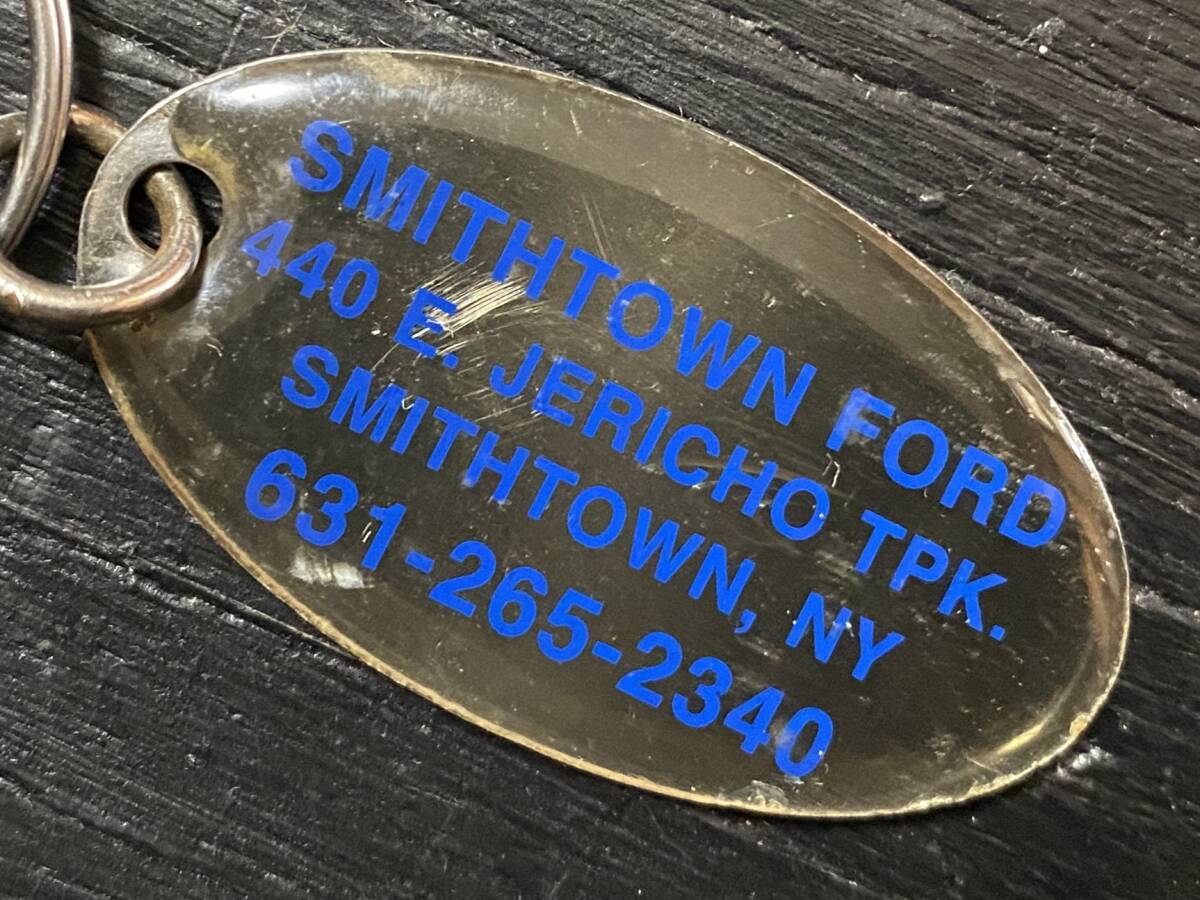 SMITHTOWN FORD
440 E. JERICHO TPK.
SMITHTOWN, NY
631-265-2340